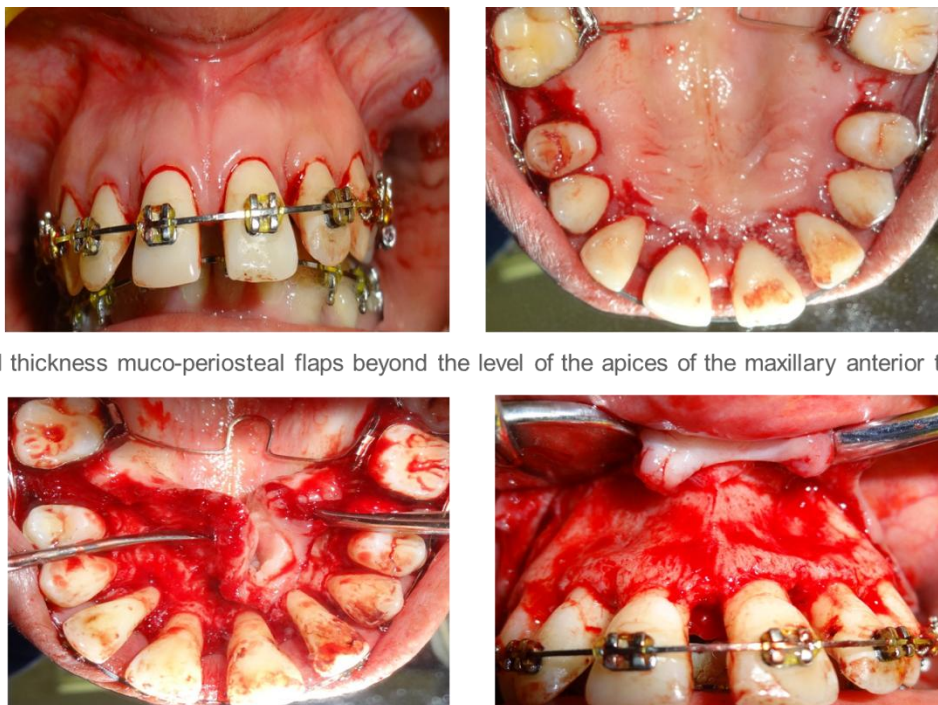 thickness muco-periosteal flaps beyond the level of the apices of the maxillary anterior